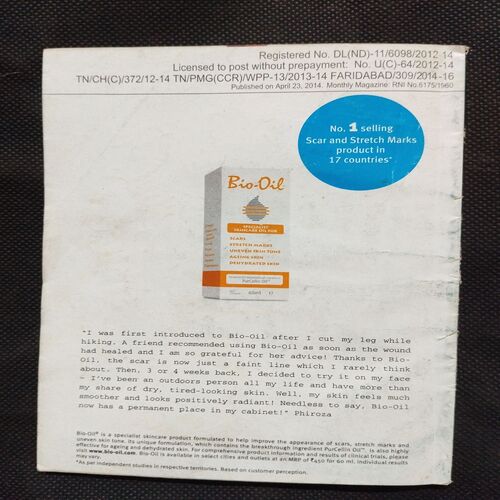 Registered No. DL(ND)-11/6098/2012-14
Licensed to post without prepayment: No. U(C)-64/2012-14
TN/CH(C)/372/12-14 TN/PMG(CCR)/WPP-13/2013-14 FARIDABAD/309/2014-16
Published on April 23, 2014. Monthly Magazine: RNI No.6175/1960
No. 1 selling
Scar and Stretch Marks
product in
17 countries*
Bio-Oil
SPECIALIST
SKINCARE OIL FOR
SCARS
STRETCH MARKS
UNEVEN SKIN TONE
AGEING SKIN
DEHYDRATED SKIN
PurCellin Oil™
60ml e
"I was first introduced to Bio-Oil after I cut my leg while
hiking. A friend recommended using Bio-Oil as soon as the wound
had healed and I am so grateful for her advice! Thanks to Bio-
Oil, the scar is now just a faint line which I rarely think
about. Then, 3 or 4 weeks back, I decided to try it on my face
– I've been an outdoors person all my life and have more than
my share of dry, tired-looking skin. Well, my skin feels much
smoother and looks positively radiant! Needless to say, Bio-Oil
now has a permanent place in my cabinet!" Phiroza
Bio-Oil® is a specialist skincare product formulated to help improve the appearance of scars, stretch marks and
uneven skin tone. Its unique formulation, which contains the breakthrough ingredient PurCellin Oil™, is also highly
effective for ageing and dehydrated skin. For comprehensive product information and results of clinical trials, please
visit www.bio-oil.com. Bio-Oil is available in select cities and outlets at an MRP of ₹450 for 60 ml. Individual results
may vary.
*As per independent studies in respective territories. Based on customer perception.